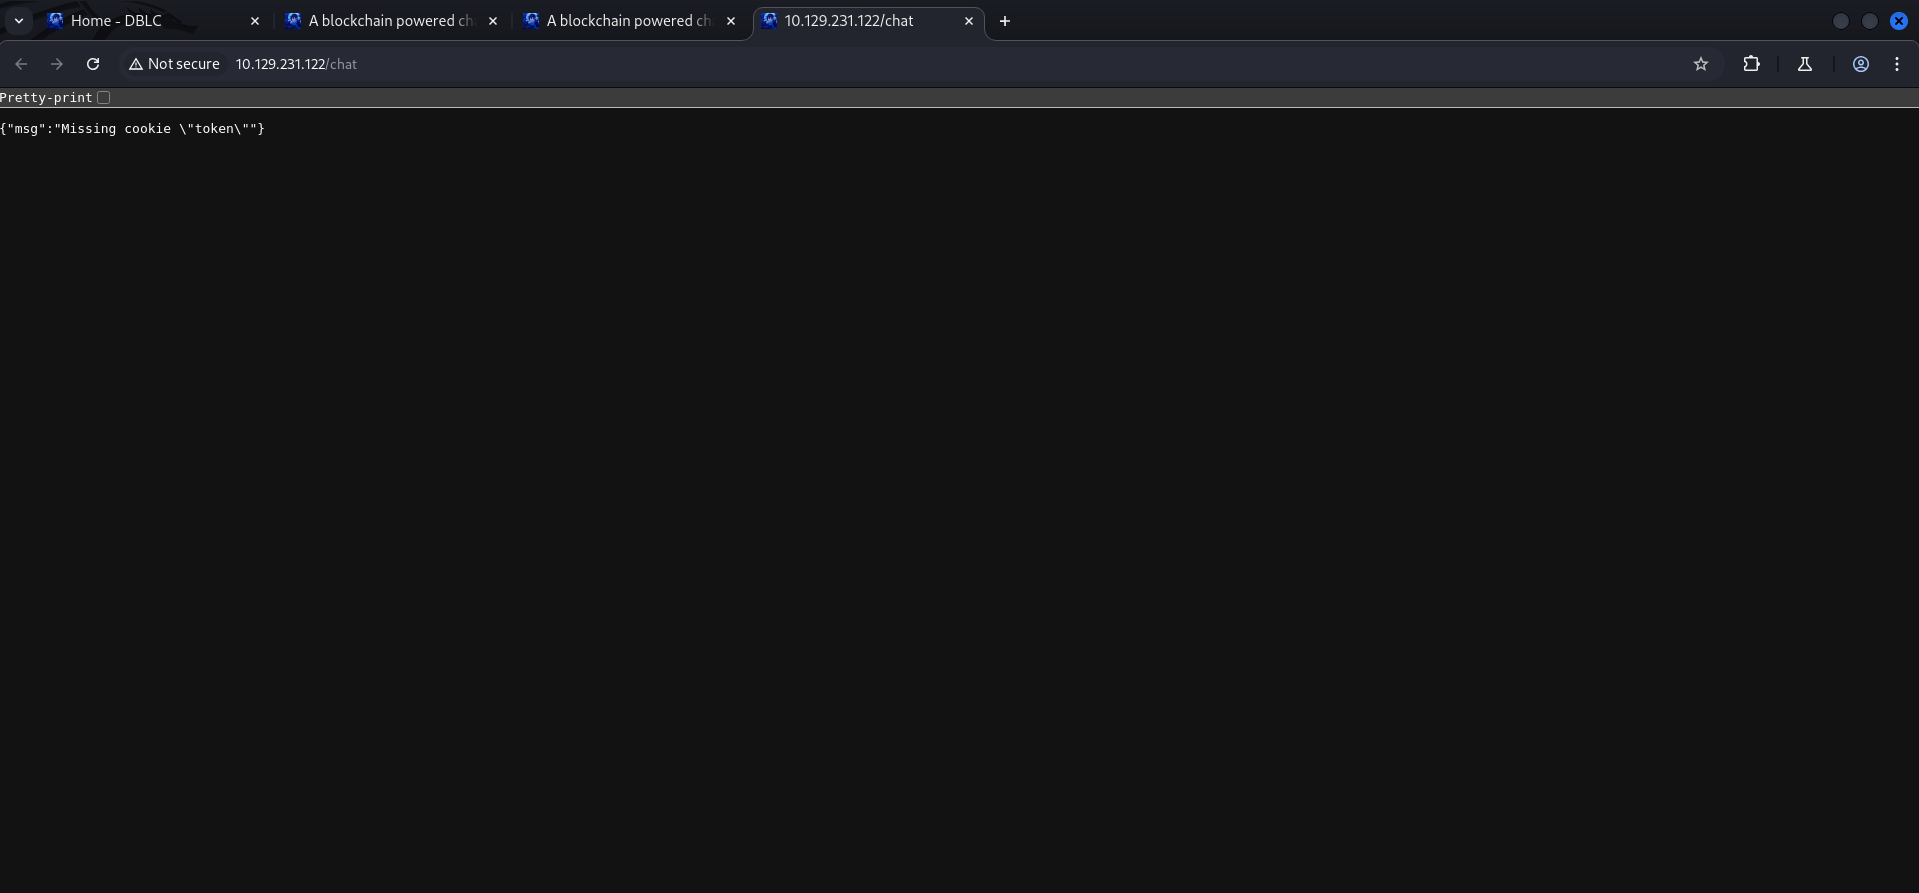 Home - DBLC
A blockchain powered ch
A blockchain powered ch
10.129.231.122/chat
Not secure
10.129.231.122/chat
Pretty-print
{"msg":"Missing cookie \"token\""}